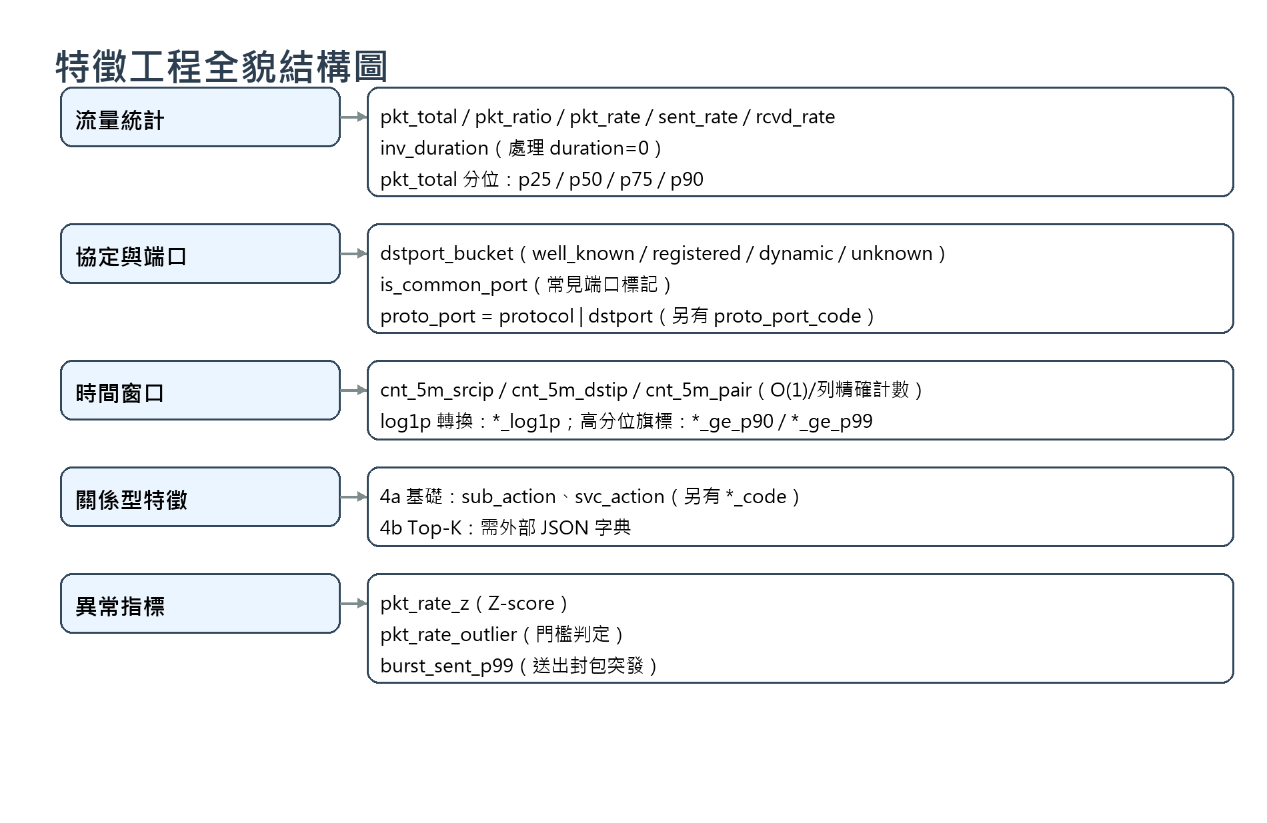 特徵工程全貌結構圖
流量統計
pkt_total / pkt_ratio / pkt_rate / sent_rate / rcvd_rate
inv_duration（處理 duration=0）
pkt_total 分位：p25 / p50 / p75 / p90
協定與端口
dstport_bucket（well_known / registered / dynamic / unknown）
is_common_port（常見端口標記）
proto_port = protocol | dstport（另有 proto_port_code）
時間窗口
cnt_5m_srcip / cnt_5m_dstip / cnt_5m_pair（O(1)/列精確計數）
log1p 轉換：*_log1p；高分位旗標：*_ge_p90 / *_ge_p99
關係型特徵
4a 基礎：sub_action、svc_action（另有 *_code）
4b Top-K：需外部 JSON 字典
異常指標
pkt_rate_z（Z-score）
pkt_rate_outlier（門檻判定）
burst_sent_p99（送出封包突發）